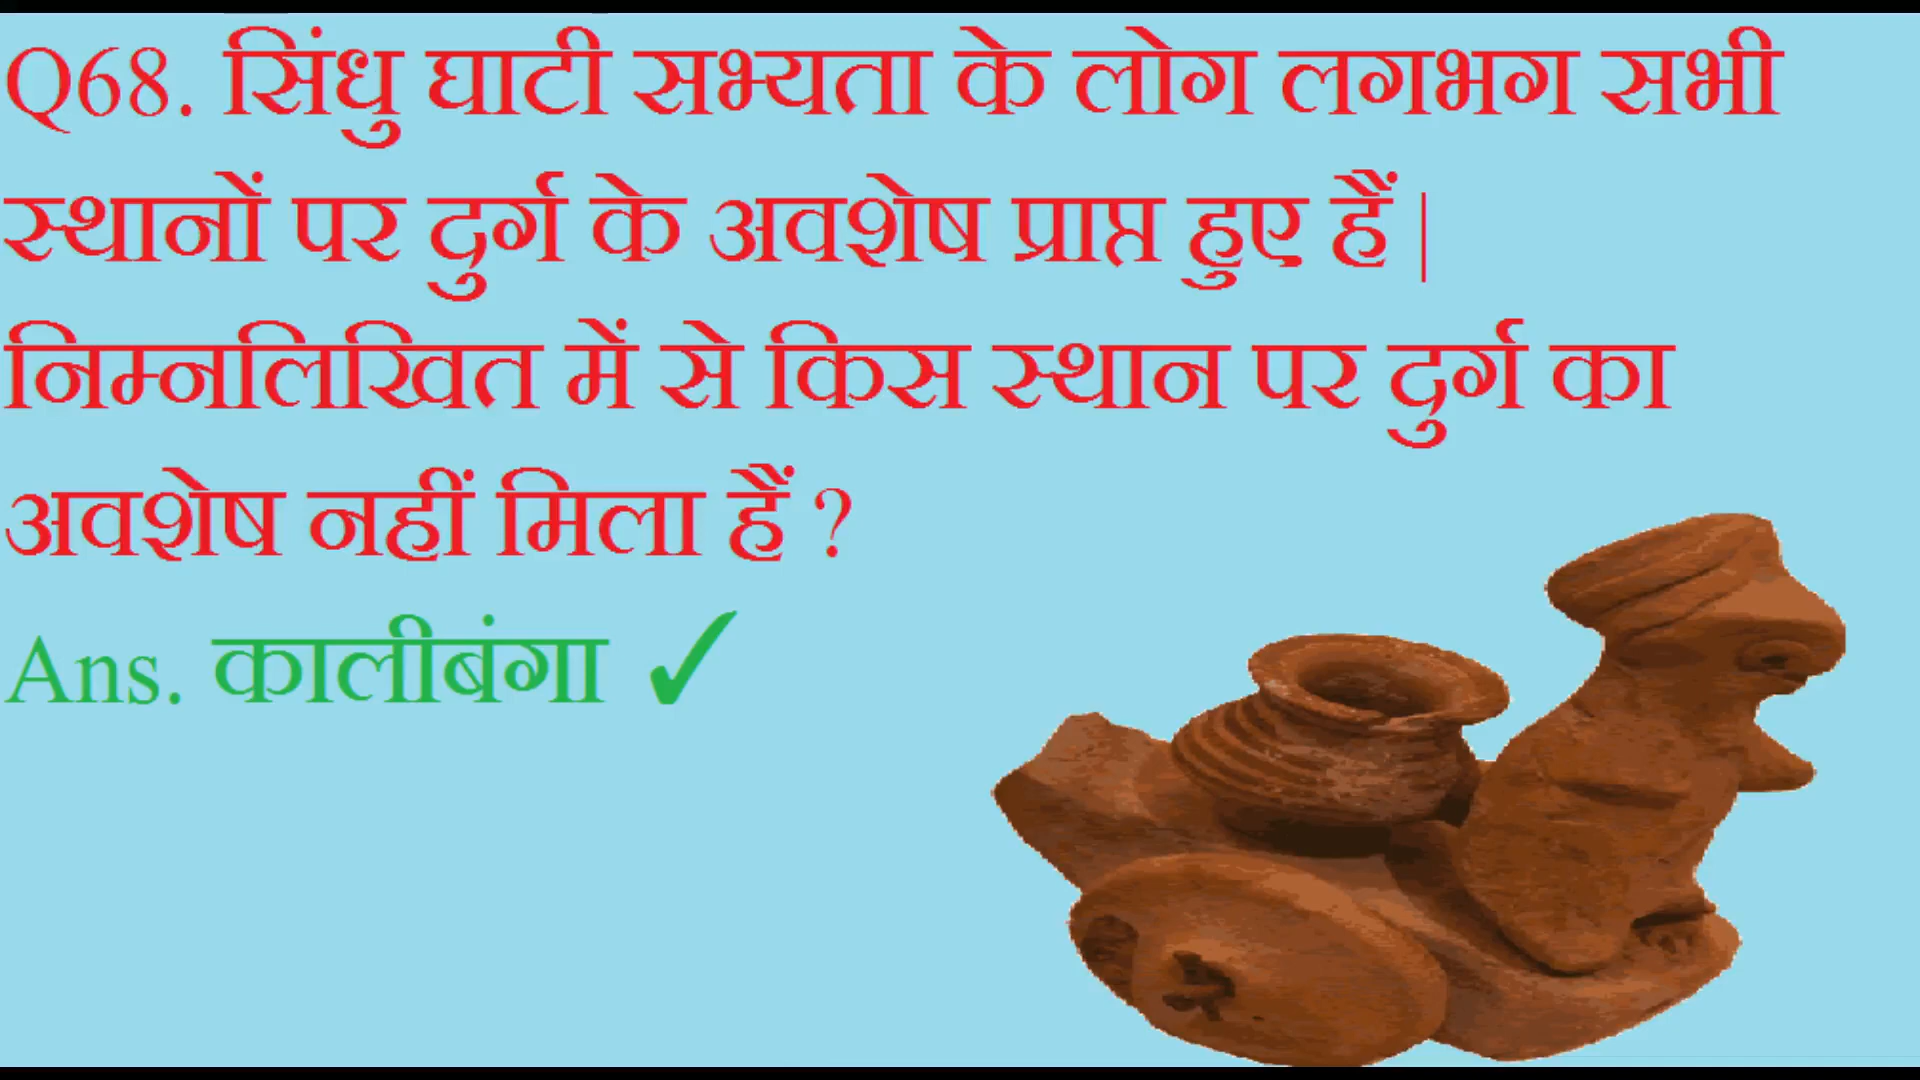 Q68. सिंधु घाटी सभ्यता के लोग लगभग सभी
स्थानों पर दुर्ग के अवशेष प्राप्त हुए हैं |
निम्नलिखित में से किस स्थान पर दुर्ग का
अवशेष नहीं मिला हैं ?
Ans. कालीबंगा ✓